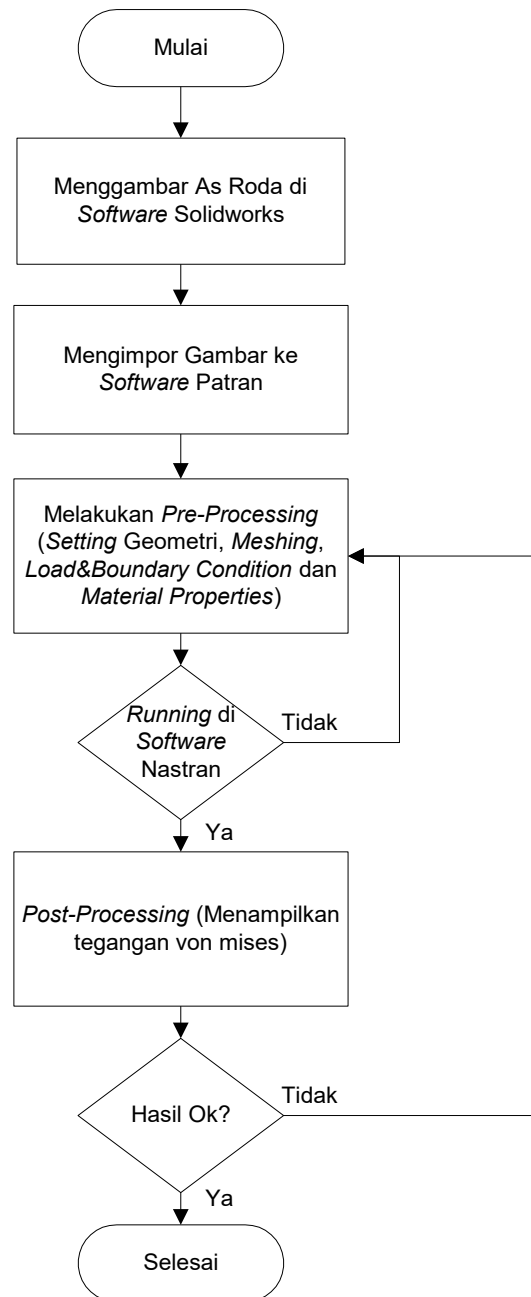 Mulai
Menggambar As Roda di
Software Solidworks
Mengimpor Gambar ke
Software Patran
Melakukan Pre-Processing
(Setting Geometri, Meshing,
Load&Boundary Condition dan
Material Properties)
Running di
Software
Nastran
Tidak
Ya
Post-Processing (Menampilkan
tegangan von mises)
Hasil Ok?
Tidak
Ya
Selesai